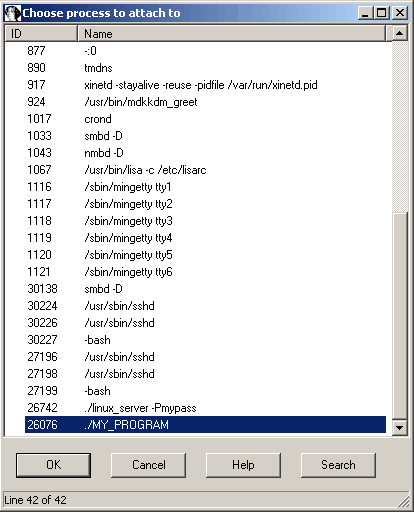 Choose process to attach to
ID Name
877 -:0
890 tmdns
917 xinetd -stayalive -reuse -pidfile /var/run/xinetd.pid
924 /usr/bin/mdkkdm_greet
1017 crond
1033 smbd -D
1043 nmbd -D
1067 /usr/bin/lisa -c /etc/lisarc
1116 /sbin/mingetty tty1
1117 /sbin/mingetty tty2
1118 /sbin/mingetty tty3
1119 /sbin/mingetty tty4
1120 /sbin/mingetty tty5
1121 /sbin/mingetty tty6
30138 smbd -D
30224 /usr/sbin/sshd
30226 /usr/sbin/sshd
30227 -bash
27196 /usr/sbin/sshd
27198 /usr/sbin/sshd
27199 -bash
26742 ./linux_server -Pmypass
26076 ./MY_PROGRAM
OK Cancel Help Search
Line 42 of 42